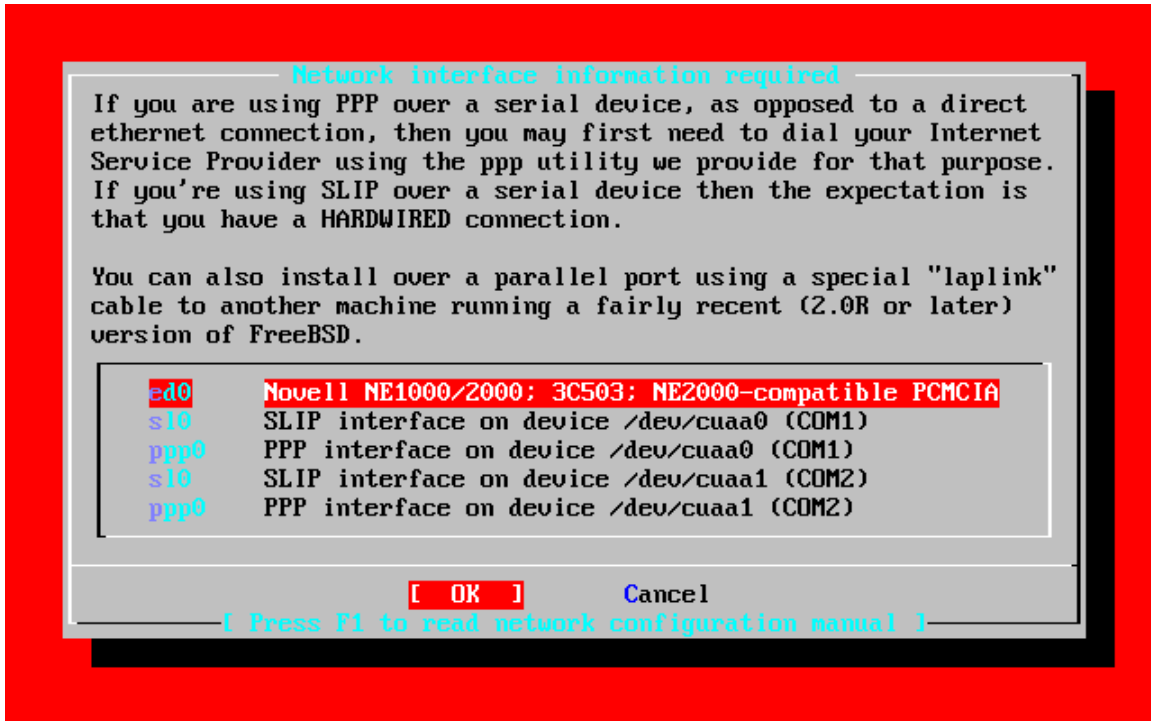 Network interface information required
If you are using PPP over a serial device, as opposed to a direct
ethernet connection, then you may first need to dial your Internet
Service Provider using the ppp utility we provide for that purpose.
If you're using SLIP over a serial device then the expectation is
that you have a HARDWIRED connection.
You can also install over a parallel port using a special "laplink"
cable to another machine running a fairly recent (2.0R or later)
version of FreeBSD.
ed0 Novell NE1000/2000; 3C503; NE2000-compatible PCMCIA
sl0 SLIP interface on device /dev/cuaa0 (COM1)
ppp0 PPP interface on device /dev/cuaa0 (COM1)
sl0 SLIP interface on device /dev/cuaa1 (COM2)
ppp0 PPP interface on device /dev/cuaa1 (COM2)
[ OK ] Cancel
[ Press F1 to read network configuration manual ]